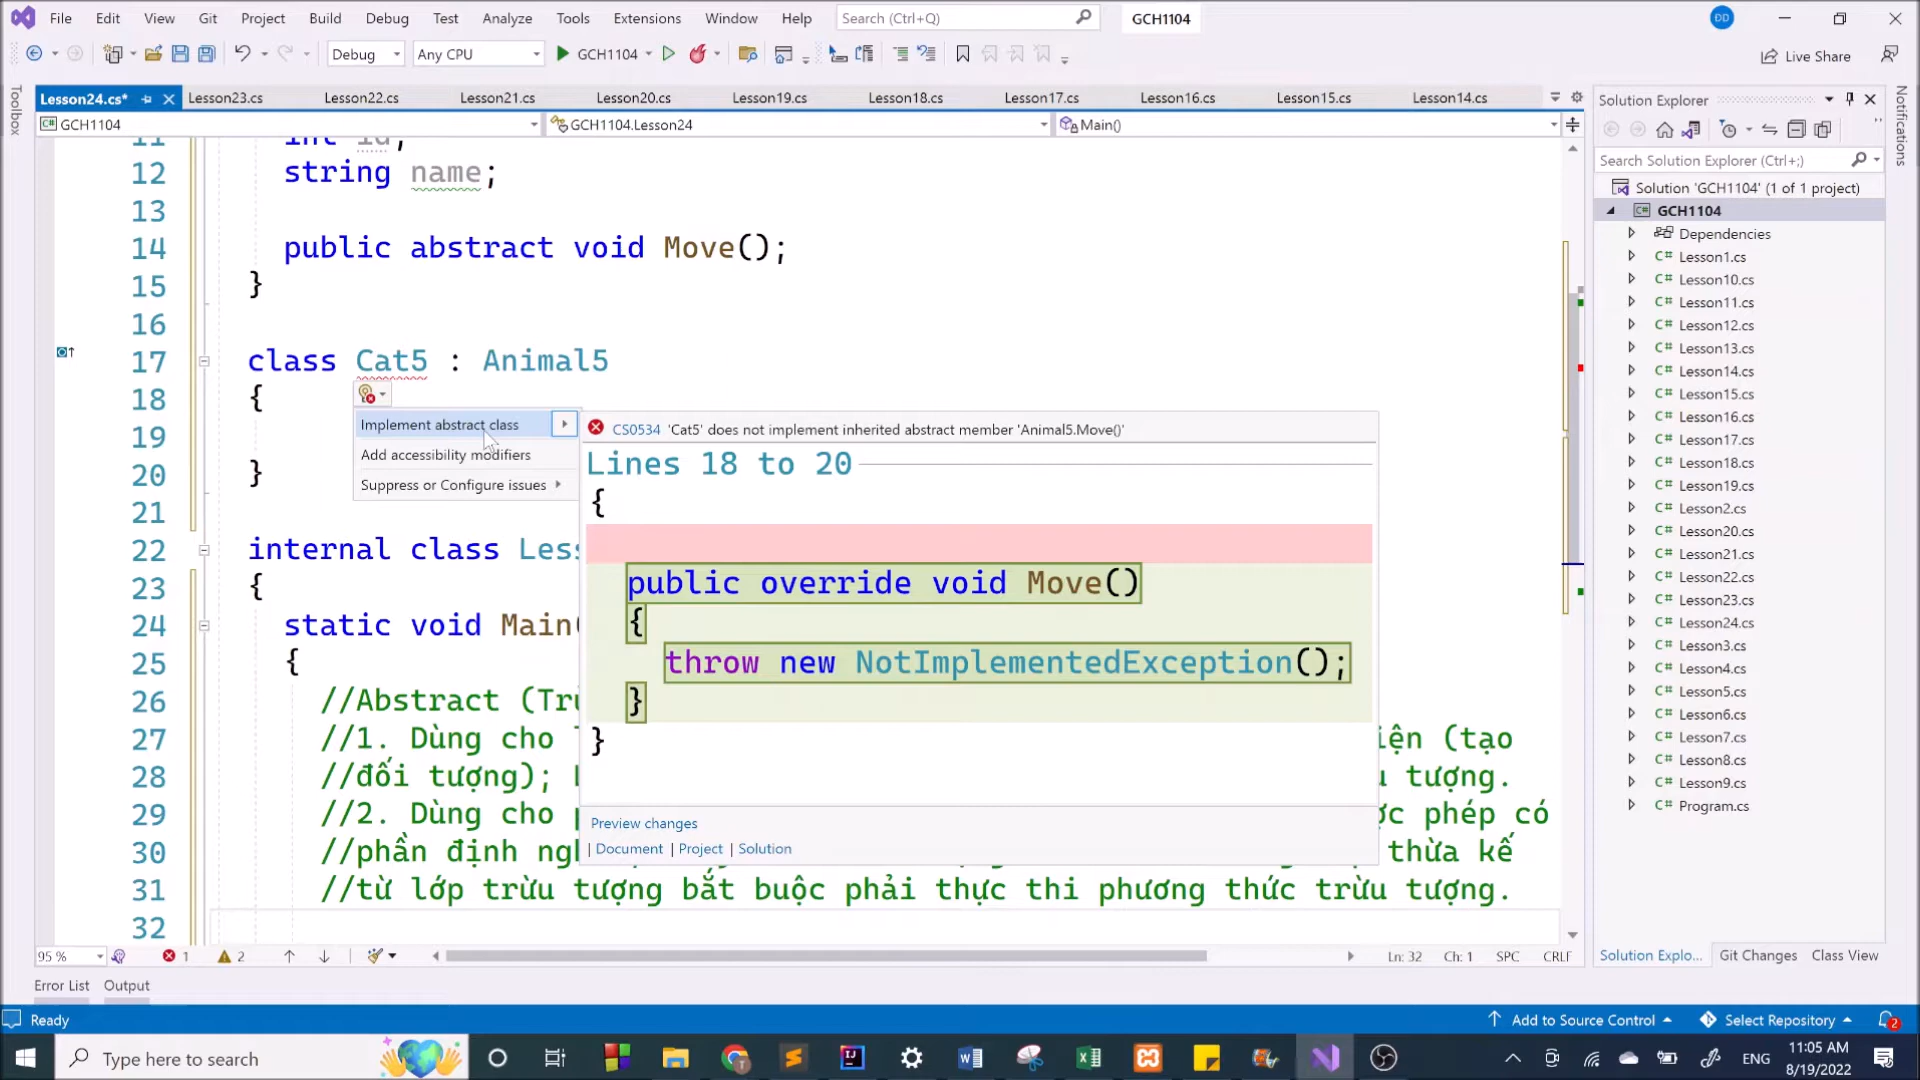 File Edit View Git Project Build Debug Test Analyze Tools Extensions Window Help Search (Ctrl+Q) GCH1104 DD
Debug Any CPU GCH1104 Live Share
Lesson24.cs* Lesson23.cs Lesson22.cs Lesson21.cs Lesson20.cs Lesson19.cs Lesson18.cs Lesson17.cs Lesson16.cs Lesson15.cs Lesson14.cs
GCH1104 GCH1104.Lesson24 Main()
Toolbox
11 int id;
12 string name;
13
14 public abstract void Move();
15 }
16
17 class Cat5 : Animal5
18 {
19
20 }
21
22 internal class Less
23 {
24 static void Main(
25 {
26 //Abstract (Trừ
27 //1. Dùng cho iện (tạo
28 //đối tượng); tượng.
29 //2. Dùng cho phép có
30 //phần định thừa kế
31 //từ lớp trừu tượng bắt buộc phải thực thi phương thức trừu tượng.
32
Implement abstract class
Add accessibility modifiers
Suppress or Configure issues
CS0534 'Cat5' does not implement inherited abstract member 'Animal5.Move()'
Lines 18 to 20
{
public override void Move()
{
throw new NotImplementedException();
}
}
Preview changes
| Document | Project | Solution
95 % 1 2 Ln: 32 Ch: 1 SPC CRLF
Error List Output
Solution Explorer
Search Solution Explorer (Ctrl+;)
Solution 'GCH1104' (1 of 1 project)
GCH1104
Dependencies
C# Lesson1.cs
C# Lesson10.cs
C# Lesson11.cs
C# Lesson12.cs
C# Lesson13.cs
C# Lesson14.cs
C# Lesson15.cs
C# Lesson16.cs
C# Lesson17.cs
C# Lesson18.cs
C# Lesson19.cs
C# Lesson2.cs
C# Lesson20.cs
C# Lesson21.cs
C# Lesson22.cs
C# Lesson23.cs
C# Lesson24.cs
C# Lesson3.cs
C# Lesson4.cs
C# Lesson5.cs
C# Lesson6.cs
C# Lesson7.cs
C# Lesson8.cs
C# Lesson9.cs
C# Program.cs
Solution Explo... Git Changes Class View
Notifications
Ready Add to Source Control Select Repository 2
Type here to search ENG 11:05 AM
8/19/2022